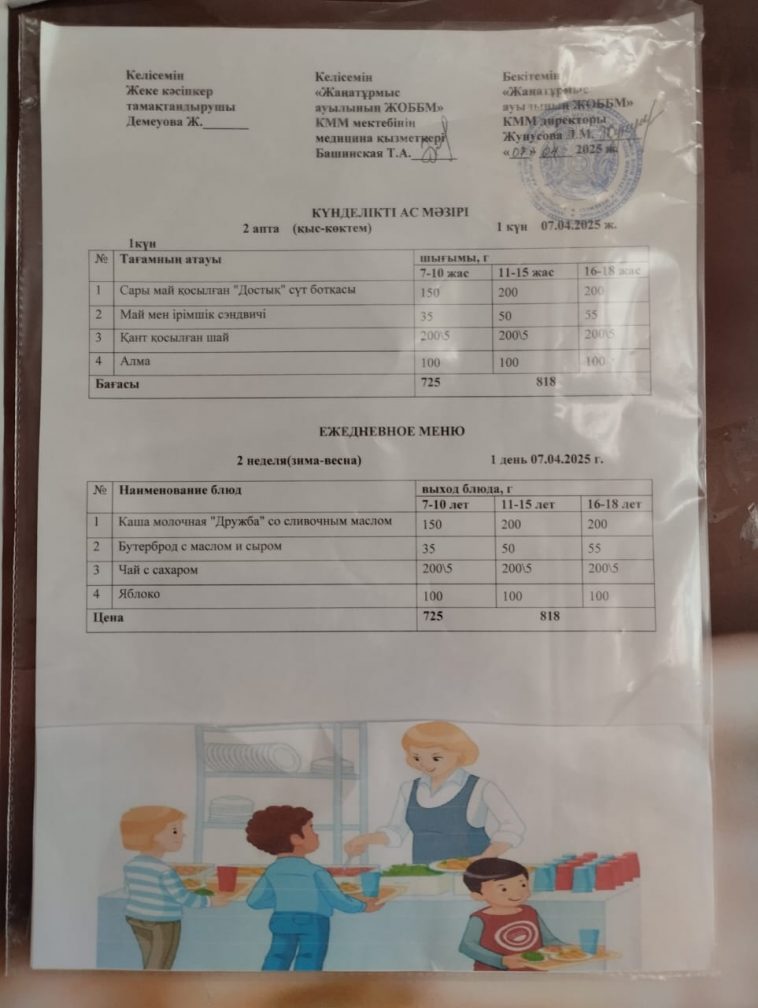 Келісемін
Жеке кәсіпкер
тамақтандырушы
Демеуова Ж.______
Келісемін
«Жаңатұрмыс
ауылының ЖОББМ»
КММ мектебінің
медицина қызметкері
Башинская Т.А.
Бекітемін
«Жаңатұрмыс
ауылының ЖОББМ»
КММ директоры
Жунусова Л.М.
«07» 04 2025 ж.
КҮНДЕЛІКТІ АС МӘЗІРІ
2 апта (қыс-көктем) 1 күн 07.04.2025 ж.
1күн
№ Тағамның атауы шығымы, г
7-10 жас 11-15 жас 16-18 жас
1 Сары май қосылған "Достық" сүт ботқасы 150 200 200
2 Май мен ірімшік сэндвичі 35 50 55
3 Қант қосылған шай 200\5 200\5 200\5
4 Алма 100 100 100
Бағасы 725 818
ЕЖЕДНЕВНОЕ МЕНЮ
2 неделя(зима-весна) 1 день 07.04.2025 г.
№ Наименование блюд выход блюда, г
7-10 лет 11-15 лет 16-18 лет
1 Каша молочная "Дружба" со сливочным маслом 150 200 200
2 Бутерброд с маслом и сыром 35 50 55
3 Чай с сахаром 200\5 200\5 200\5
4 Яблоко 100 100 100
Цена 725 818